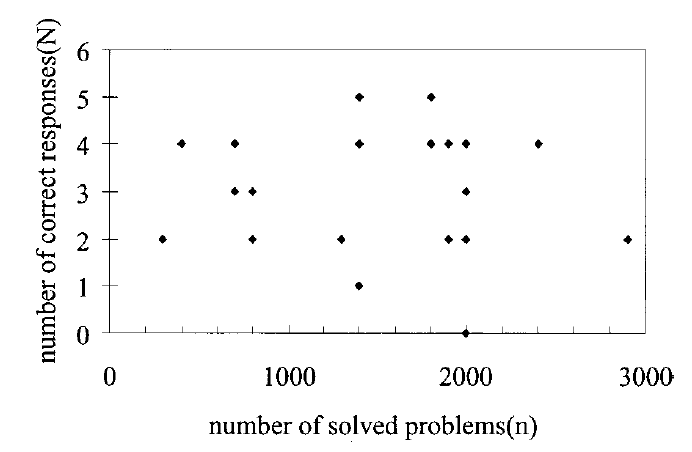 number of correct responses(N)
6
5
4
3
2
1
0
0 1000 2000 3000
number of solved problems(n)